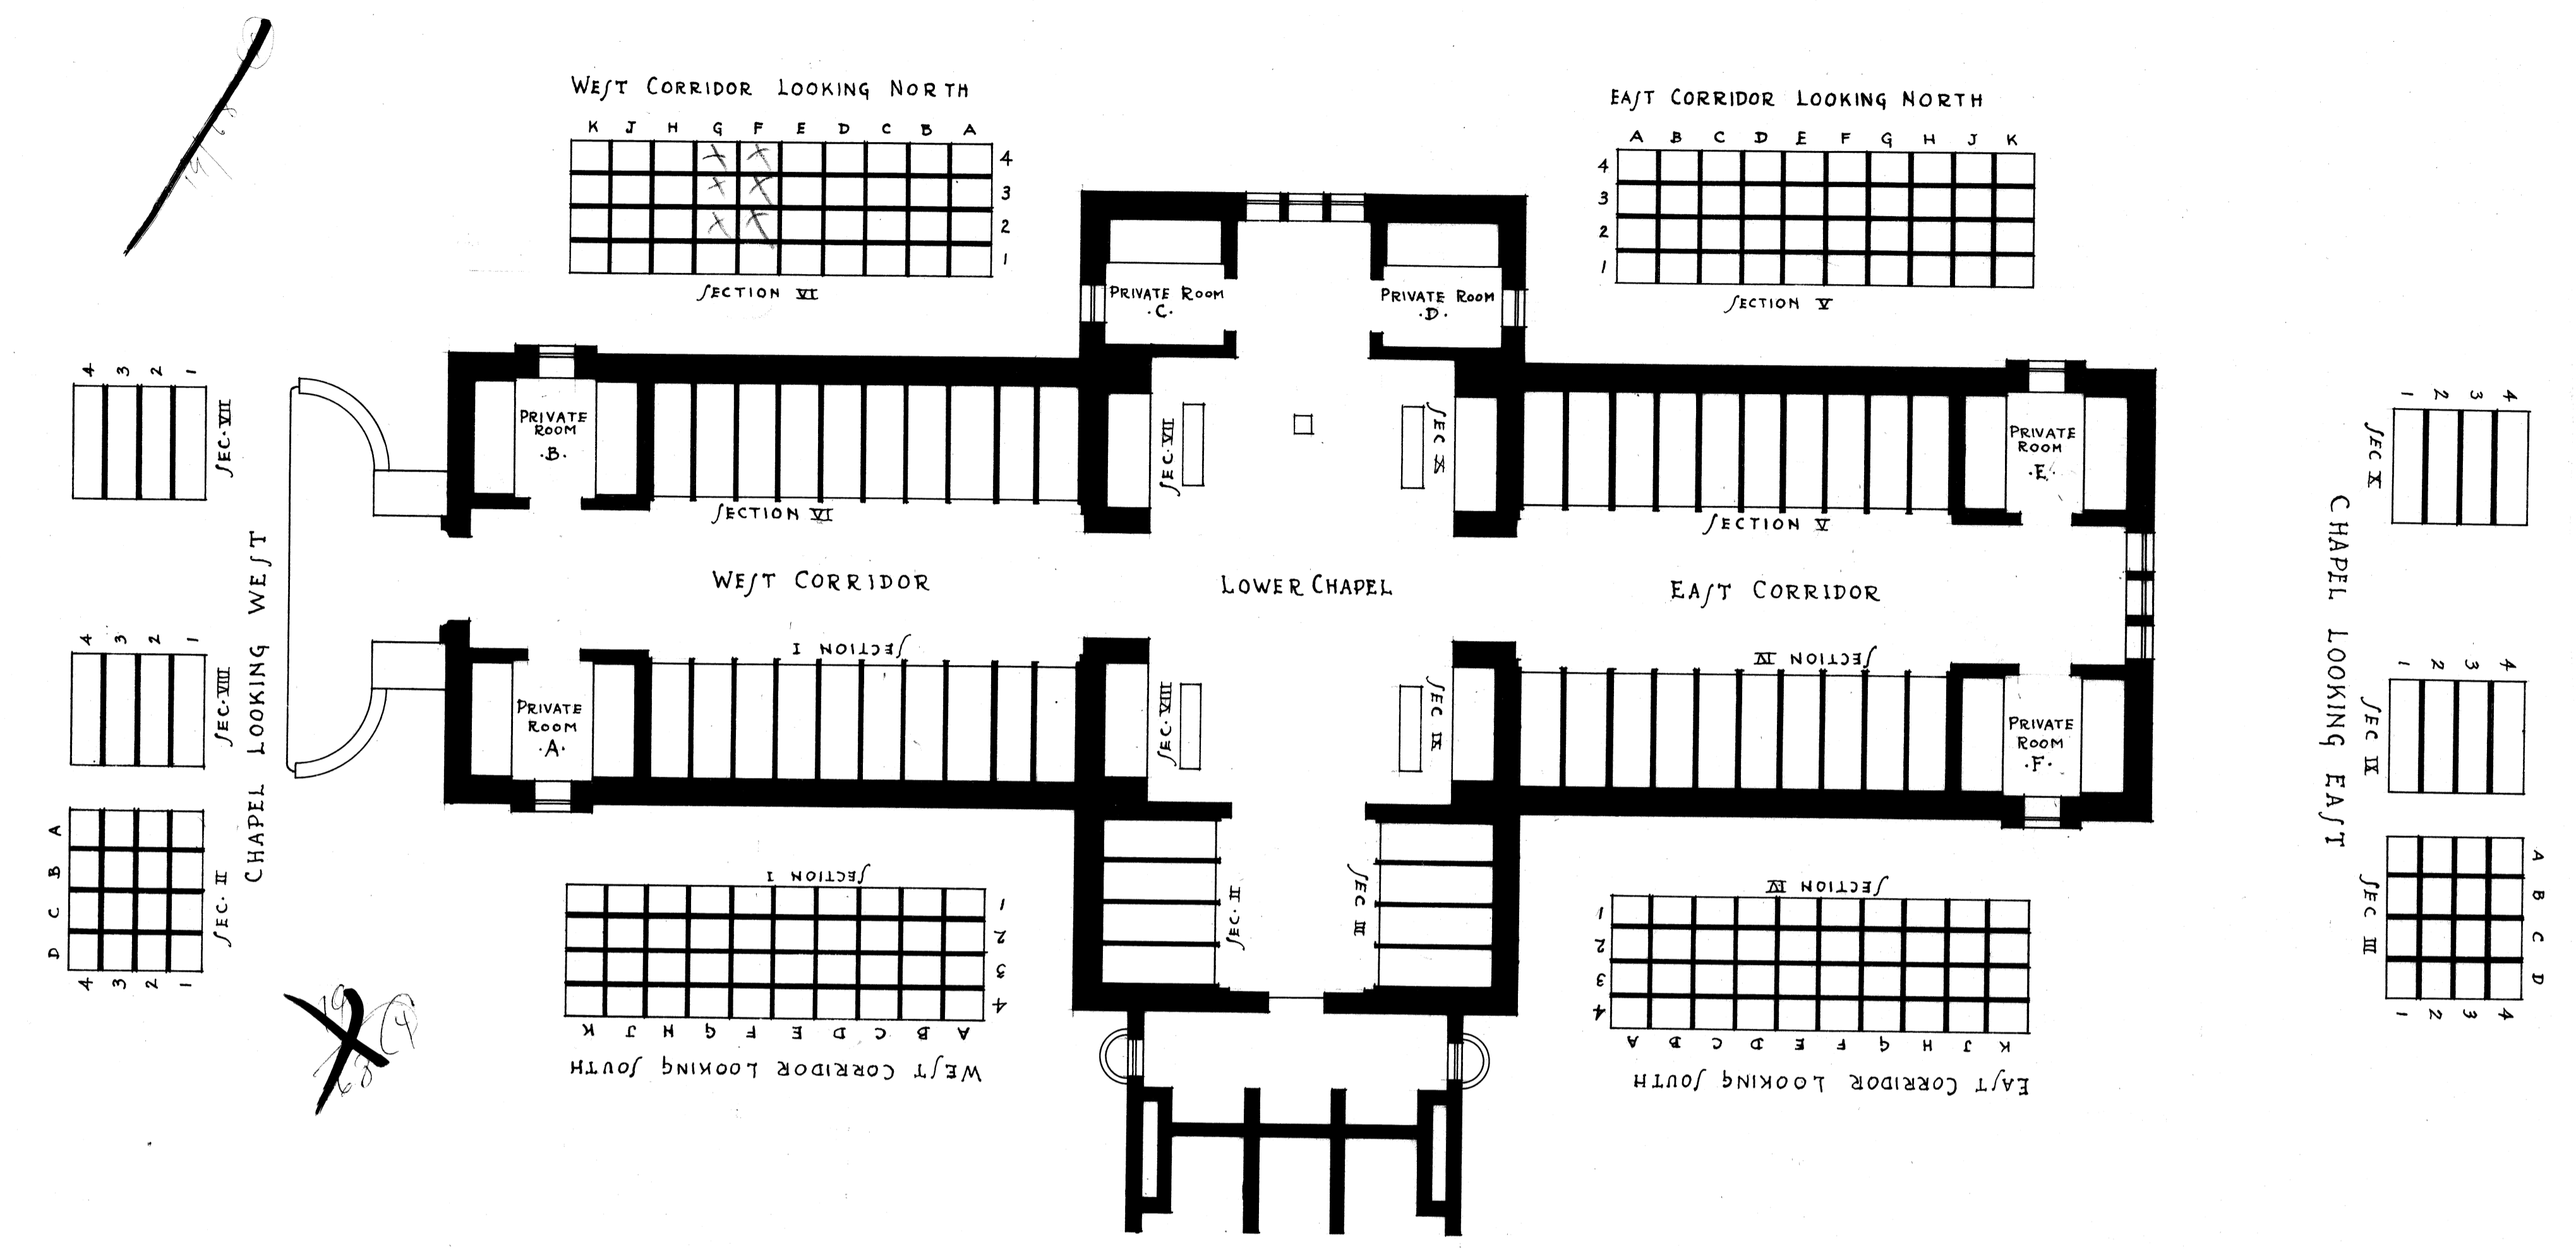 WEST CORRIDOR LOOKING NORTH
K J H G F E D C B A
4
3
2
1
SECTION VI
EAST CORRIDOR LOOKING NORTH
A B C D E F G H J K
4
3
2
1
SECTION V
PRIVATE ROOM
·C·
PRIVATE ROOM
·D·
4 3 2 1
SEC·VII
4 3 2 1
SEC·VIII
A
B
C
D
4 3 2 1
SEC·II
CHAPEL LOOKING WEST
PRIVATE
ROOM
·B·
SECTION VI
SEC·VII
SEC X
SECTION V
PRIVATE
ROOM
·E·
WEST CORRIDOR
LOWER CHAPEL
EAST CORRIDOR
SECTION I
PRIVATE
ROOM
·A·
SEC·VIII
SEC IX
SECTION IV
PRIVATE
ROOM
·F·
SEC·II
SEC III
SECTION I
1
2
3
4
K J H G F E D C B A
WEST CORRIDOR LOOKING SOUTH
SECTION IV
1
2
3
4
A B C D E F G H J K
EAST CORRIDOR LOOKING SOUTH
1 2 3 4
SEC X
1 2 3 4
SEC IX
A
B
C
D
1 2 3 4
SEC III
CHAPEL LOOKING EAST